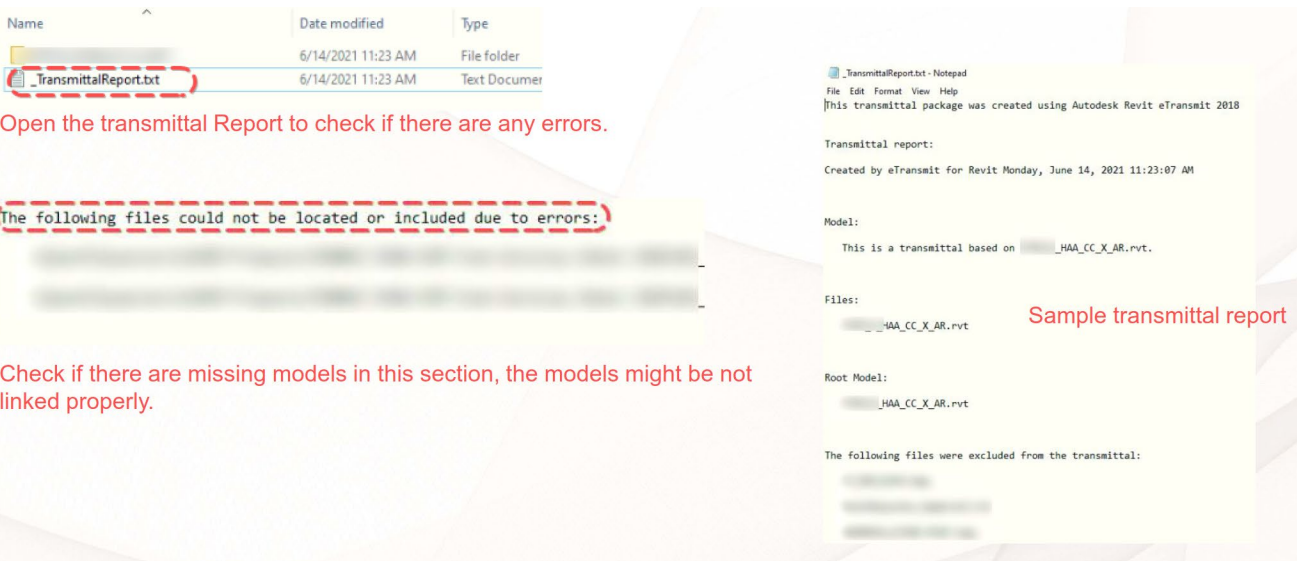 Name Date modified Type
6/14/2021 11:23 AM File folder
_TransmittalReport.txt 6/14/2021 11:23 AM Text Documen
Open the transmittal Report to check if there are any errors.
The following files could not be located or included due to errors:
Check if there are missing models in this section, the models might be not
linked properly.
_TransmittalReport.txt - Notepad
File Edit Format View Help
This transmittal package was created using Autodesk Revit eTransmit 2018
Transmittal report:
Created by eTransmit for Revit Monday, June 14, 2021 11:23:07 AM
Model:
This is a transmittal based on _HAA_CC_X_AR.rvt.
Files:
_HAA_CC_X_AR.rvt
Sample transmittal report
Root Model:
_HAA_CC_X_AR.rvt
The following files were excluded from the transmittal: